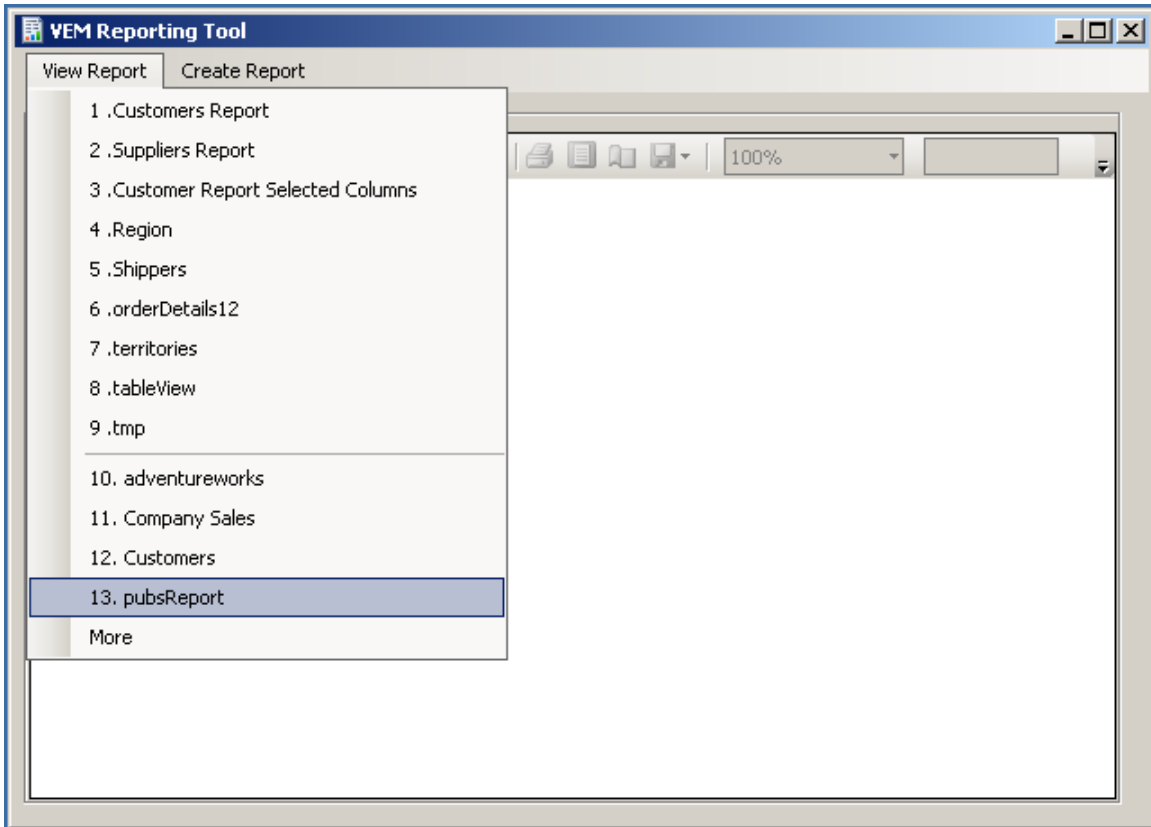 VEM Reporting Tool
View Report Create Report
1 .Customers Report
2 .Suppliers Report
100%
3 .Customer Report Selected Columns
4 .Region
5 .Shippers
6 .orderDetails12
7 .territories
8 .tableView
9 .tmp
10. adventureworks
11. Company Sales
12. Customers
13. pubsReport
More